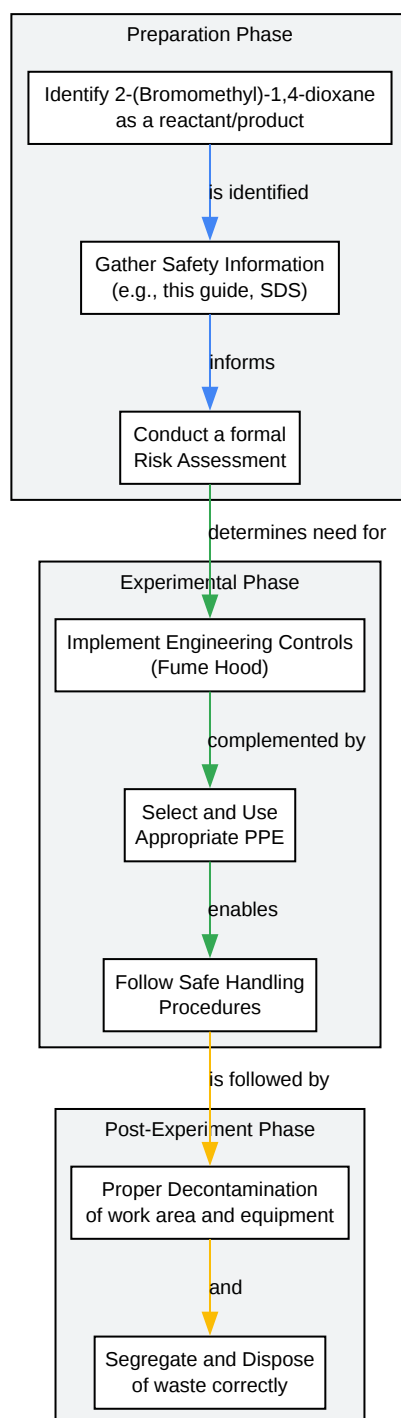 Preparation Phase
Identify 2-(Bromomethyl)-1,4-dioxane
as a reactant/product
is identified
Gather Safety Information
(e.g., this guide, SDS)
informs
Conduct a formal
Risk Assessment
determines need for
Experimental Phase
Implement Engineering Controls
(Fume Hood)
complemented by
Select and Use
Appropriate PPE
enables
Follow Safe Handling
Procedures
is followed by
Post-Experiment Phase
Proper Decontamination
of work area and equipment
and
Segregate and Dispose
of waste correctly